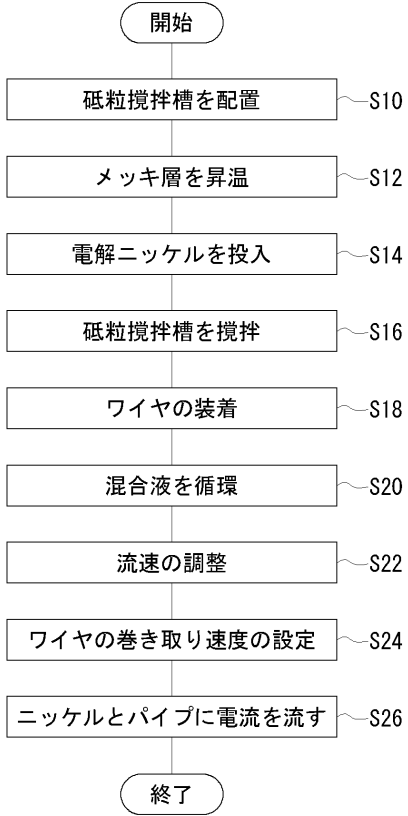 開始
砥粒撹拌槽を配置
S10
メッキ層を昇温
S12
電解ニッケルを投入
S14
砥粒撹拌槽を撹拌
S16
ワイヤの装着
S18
混合液を循環
S20
流速の調整
S22
ワイヤの巻き取り速度の設定
S24
ニッケルとパイプに電流を流す
S26
終了